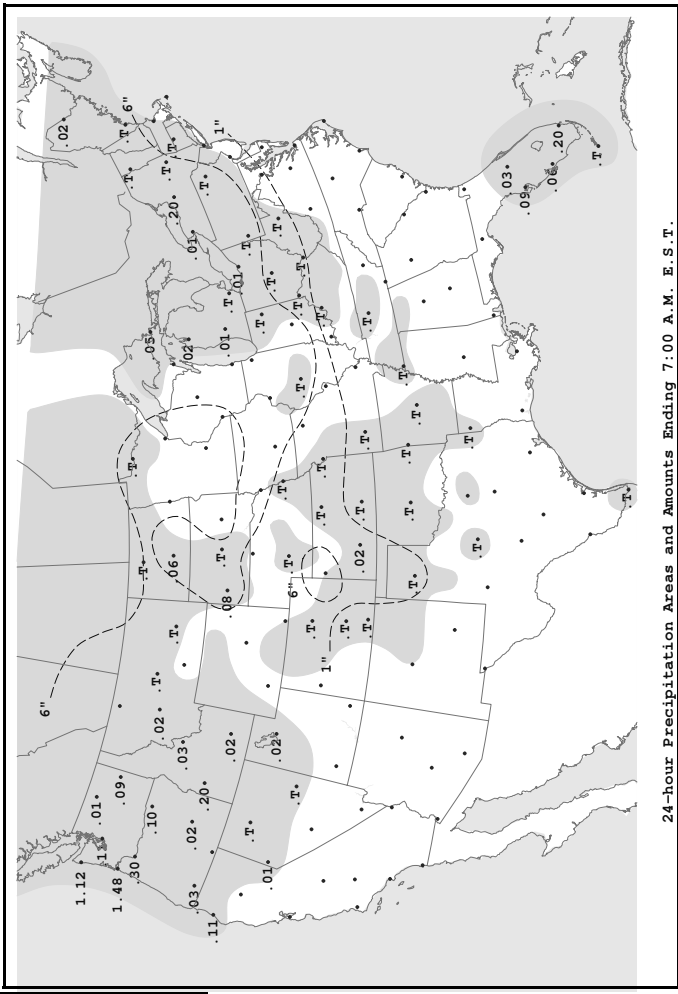 6"
.02
1.12
.01
1.48
.09
6"
T
T
.30
T
T
.05
.10
T
.02
T
T
.06
.20
T
.03
.02
.02
.01
.03
.20
T
.11
1"
T
.01
.08
T
.02
.01
T
T
T
.01
T
.02
T
T
T
6"
T
T
T
T
T
T
T
T
1"
T
.02
T
T
T
T
T
T
T
T
T
T
T
.03
.09
.06
.20
T
T
24-hour Precipitation Areas and Amounts Ending 7:00 A.M. E.S.T.